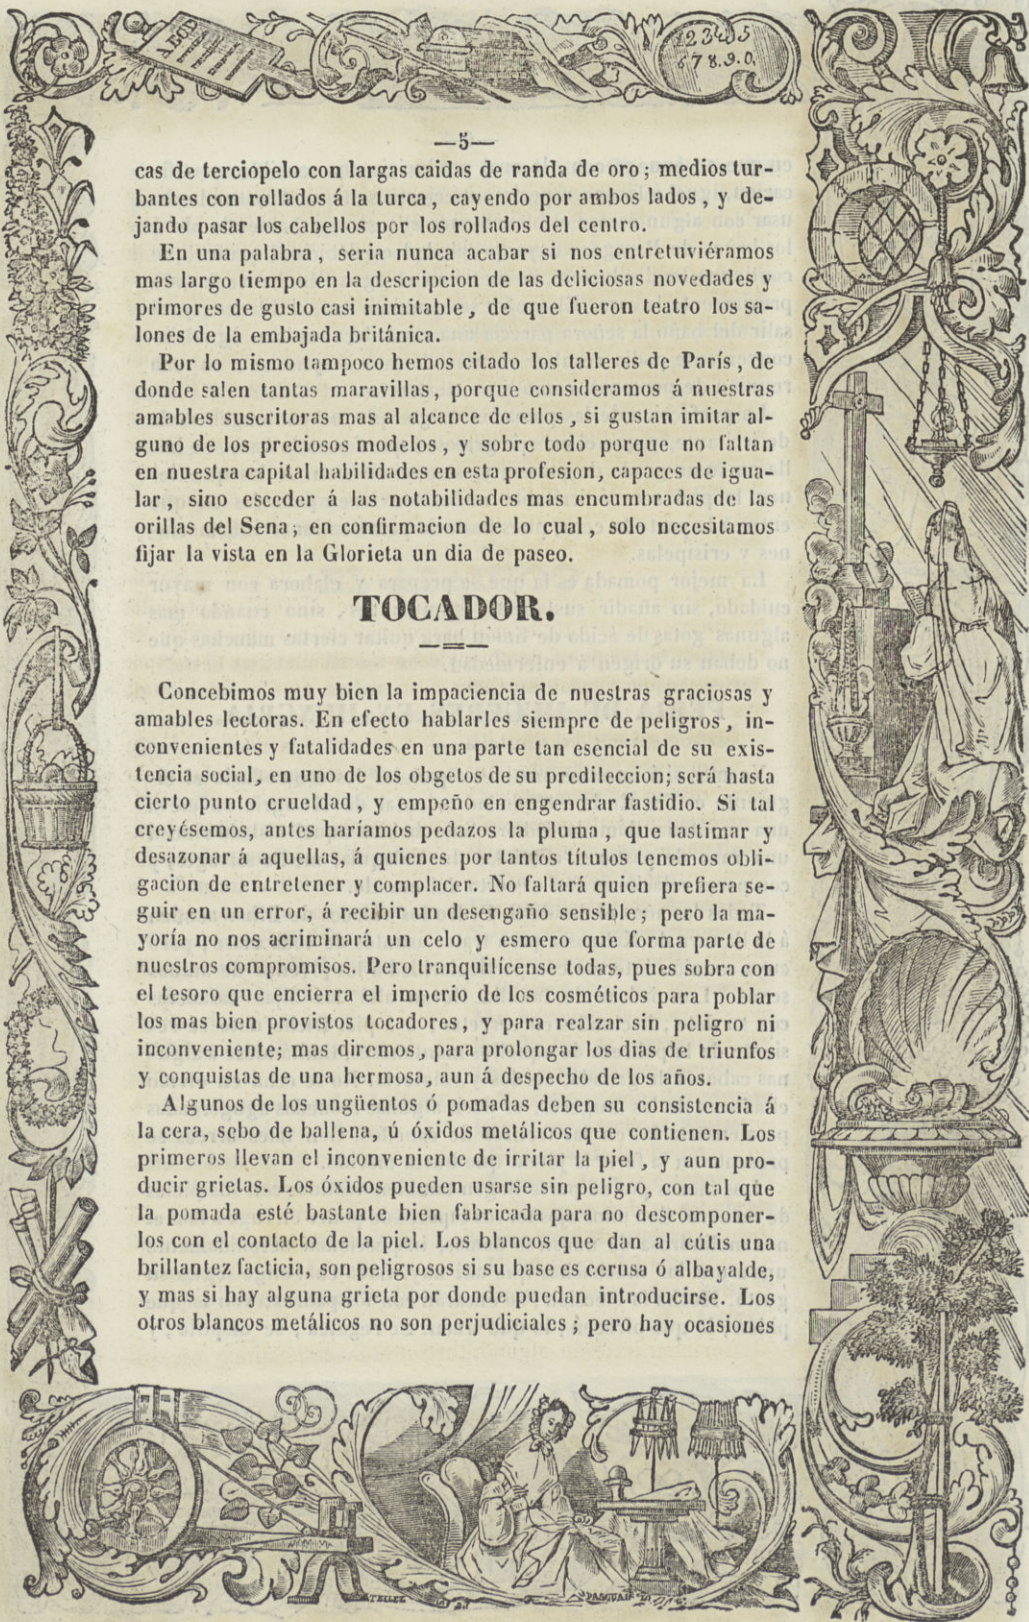 ABCD
12345
678.9.0.
—5—
cas de terciopelo con largas caidas de randa de oro; medios tur-
bantes con rollados á la turca, cayendo por ambos lados, y de-
jando pasar los cabellos por los rollados del centro.
En una palabra, seria nunca acabar si nos entretuviéramos
mas largo tiempo en la descripcion de las deliciosas novedades y
primores de gusto casi inimitable, de que fueron teatro los sa-
lones de la embajada británica.
Por lo mismo tampoco hemos citado los talleres de París, de
donde salen tantas maravillas, porque consideramos á nuestras
amables suscritoras mas al alcance de ellos, si gustan imitar al-
guno de los preciosos modelos, y sobre todo porque no faltan
en nuestra capital habilidades en esta profesion, capaces de igua-
lar, sino esceder á las notabilidades mas encumbradas de las
orillas del Sena; en confirmacion de lo cual, solo necesitamos
fijar la vista en la Glorieta un dia de paseo.
TOCADOR.
Concebimos muy bien la impaciencia de nuestras graciosas y
amables lectoras. En efecto hablarles siempre de peligros, in-
convenientes y fatalidades en una parte tan esencial de su exis-
tencia social, en uno de los obgetos de su predileccion; será hasta
cierto punto crueldad, y empeño en engendrar fastidio. Si tal
creyésemos, antes haríamos pedazos la pluma, que lastimar y
desazonar á aquellas, á quienes por tantos títulos tenemos obli-
gacion de entretener y complacer. No faltará quien prefiera se-
guir en un error, á recibir un desengaño sensible; pero la ma-
yoría no nos acriminará un celo y esmero que forma parte de
nuestros compromisos. Pero tranquilícense todas, pues sobra con
el tesoro que encierra el imperio de los cosméticos para poblar
los mas bien provistos tocadores, y para realzar sin peligro ni
inconveniente; mas diremos, para prolongar los dias de triunfos
y conquistas de una hermosa, aun á despecho de los años.
Algunos de los ungüentos ó pomadas deben su consistencia á
la cera, sebo de ballena, ú óxidos metálicos que contienen. Los
primeros llevan el inconveniente de irritar la piel, y aun pro-
ducir grietas. Los óxidos pueden usarse sin peligro, con tal que
la pomada esté bastante bien fabricada para no descomponer-
los con el contacto de la piel. Los blancos que dan al cútis una
brillantez facticia, son peligrosos si su base es cerusa ó albayalde,
y mas si hay alguna grieta por donde puedan introducirse. Los
otros blancos metálicos no son perjudiciales; pero hay ocasiones
TELLEZ